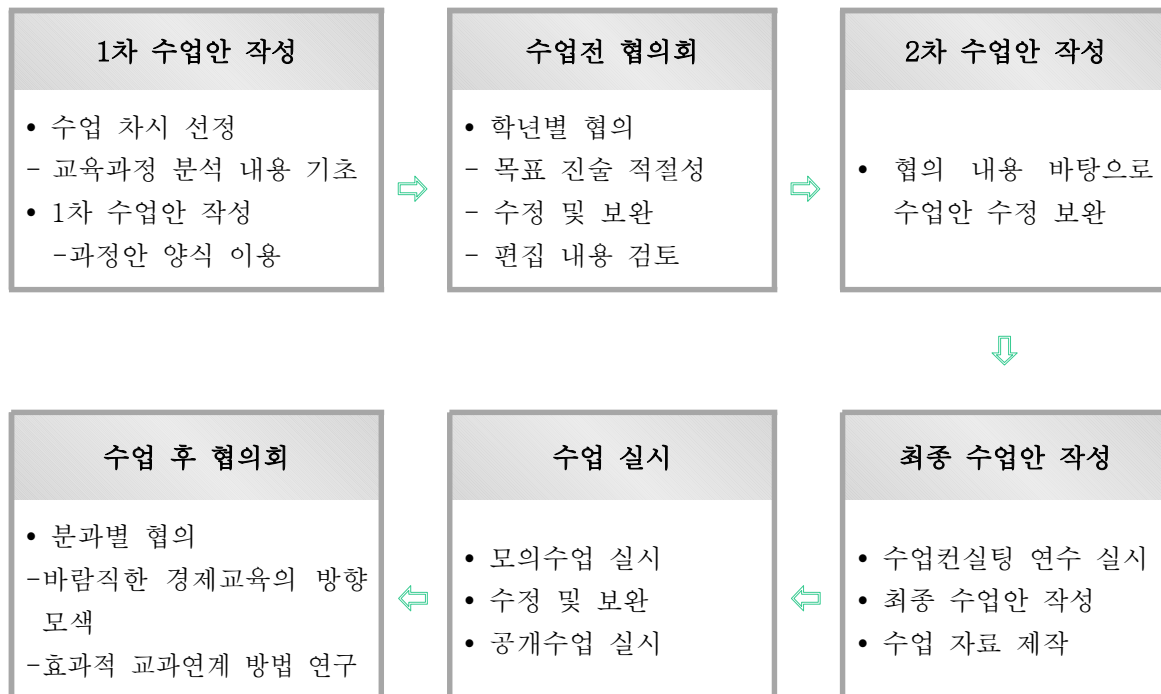 1차 수업안 작성
• 수업 차시 선정
- 교육과정 분석 내용 기초
• 1차 수업안 작성
-과정안 양식 이용
수업전 협의회
• 학년별 협의
- 목표 진술 적절성
- 수정 및 보완
- 편집 내용 검토
2차 수업안 작성
• 협의 내용 바탕으로
수업안 수정 보완
최종 수업안 작성
• 수업컨설팅 연수 실시
• 최종 수업안 작성
• 수업 자료 제작
수업 실시
• 모의수업 실시
• 수정 및 보완
• 공개수업 실시
수업 후 협의회
• 분과별 협의
-바람직한 경제교육의 방향
모색
-효과적 교과연계 방법 연구